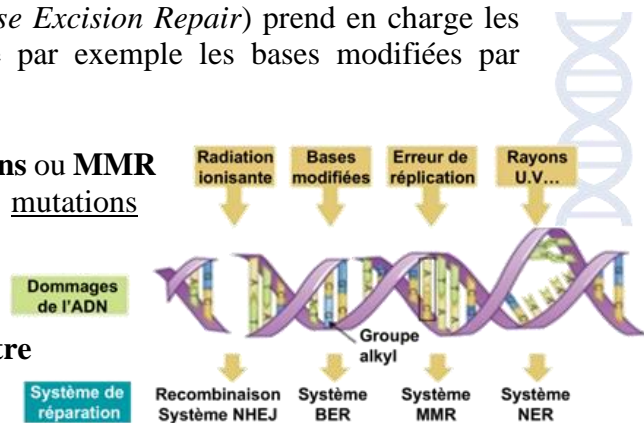 se Excision Repair) prend en charge les
par exemple les bases modifiées par
ns ou MMR
mutations
tre
Radiation ionisante
Bases modifiées
Erreur de réplication
Rayons U.V...
Dommages de l'ADN
Groupe alkyl
Système de réparation
Recombinaison Système NHEJ
Système BER
Système MMR
Système NER